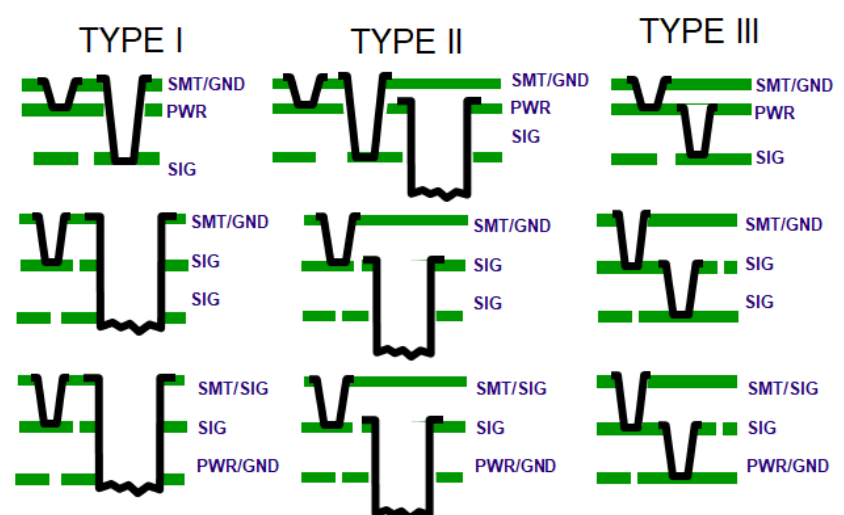 TYPE I
TYPE II
TYPE III
SMT/GND
PWR
SIG
SMT/GND
PWR
SIG
SMT/GND
PWR
SIG
SMT/GND
SIG
SIG
SMT/GND
SIG
SIG
SMT/GND
SIG
SIG
SMT/SIG
SIG
PWR/GND
SMT/SIG
SIG
PWR/GND
SMT/SIG
SIG
PWR/GND